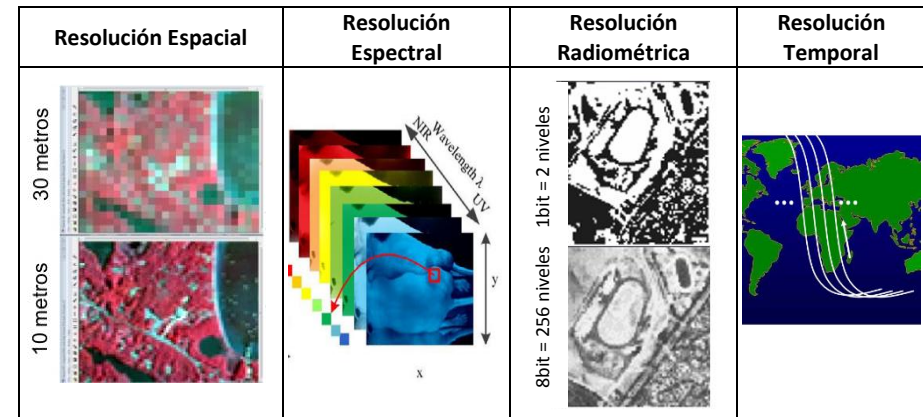 Resolución Espacial
Resolución
Espectral
Resolución
Radiométrica
Resolución
Temporal
30 metros
10 metros
NIR
Wavelength λ
UV
y
x
1bit = 2 niveles
8bit = 256 niveles
...
...